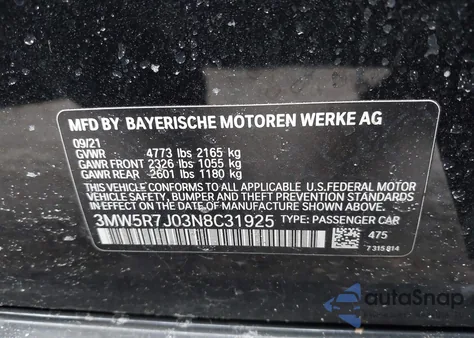 MFD BY BAYERISCHE MOTOREN WERKE AG
09/21
GVWR 4773 lbs 2165 kg
GAWR FRONT 2326 lbs 1055 kg
GAWR REAR 2601 lbs 1180 kg
THIS VEHICLE CONFORMS TO ALL APPLICABLE U.S.FEDERAL MOTOR
VEHICLE SAFETY, BUMPER AND THEFT PREVENTION STANDARDS
IN EFFECT ON THE DATE OF MANUFACTURE SHOWN ABOVE.
3MW5R7J03N8C31925 TYPE: PASSENGER CAR
475
7 315 814
autoSnap